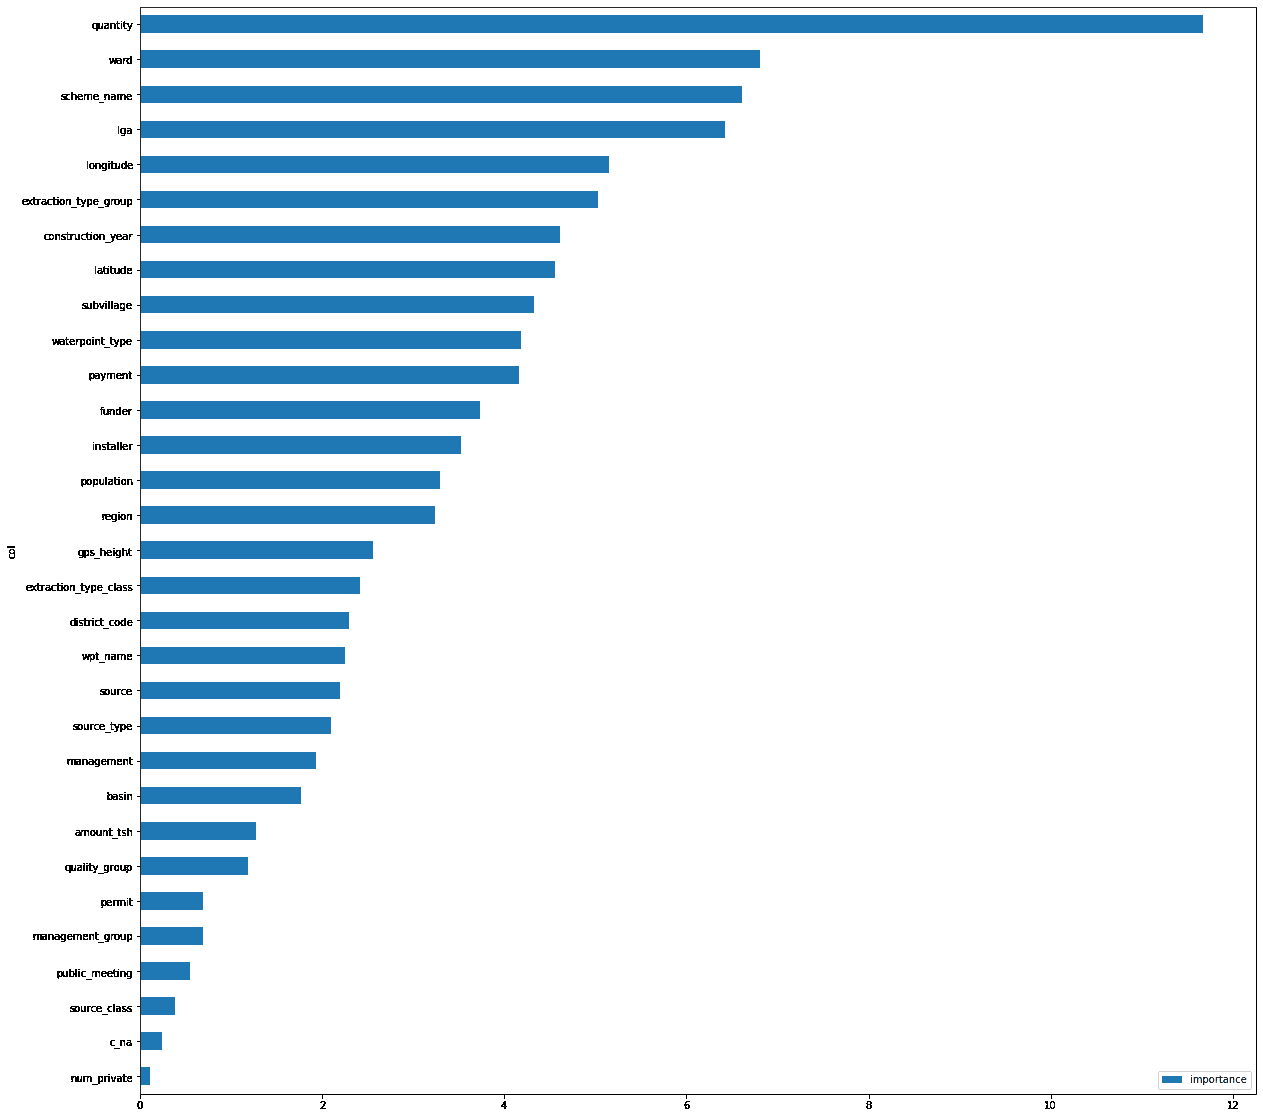 quantity
ward
scheme_name
lga
longitude
extraction_type_group
construction_year
latitude
subvillage
waterpoint_type
payment
funder
installer
population
region
gps_height
extraction_type_class
district_code
wpt_name
source
source_type
management
basin
amount_tsh
quality_group
permit
management_group
public_meeting
source_class
c_na
num_private
col
importance
0 2 4 6 8 10 12